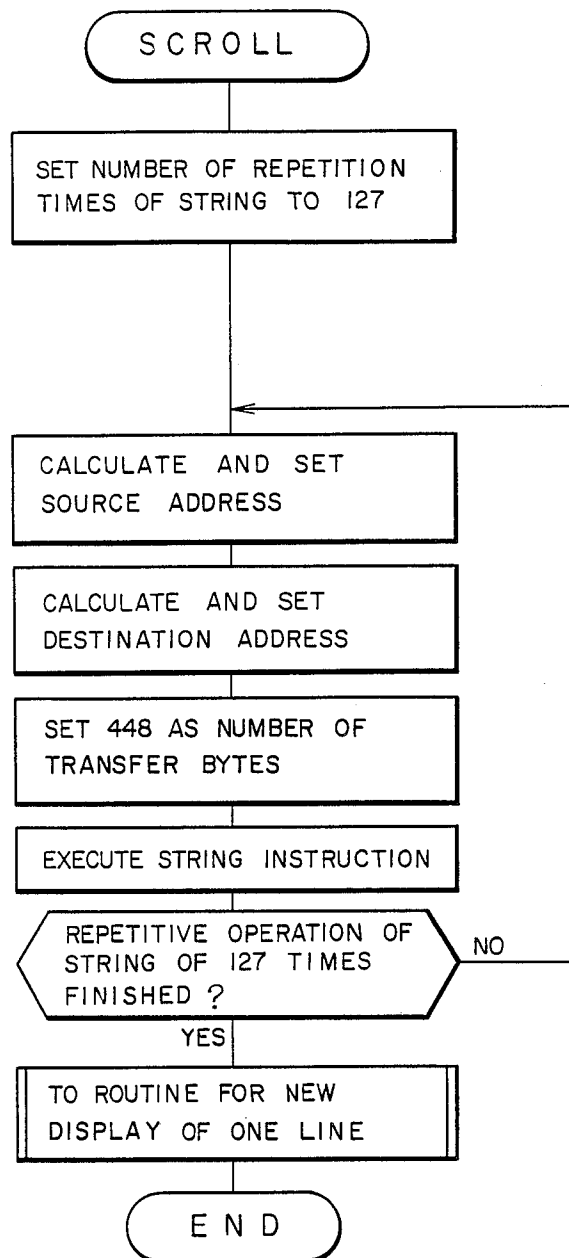 SCROLL
SET NUMBER OF REPETITION
TIMES OF STRING TO 127
CALCULATE AND SET
SOURCE ADDRESS
CALCULATE AND SET
DESTINATION ADDRESS
SET 448 AS NUMBER OF
TRANSFER BYTES
EXECUTE STRING INSTRUCTION
REPETITIVE OPERATION OF
STRING OF 127 TIMES
FINISHED ?
NO
YES
TO ROUTINE FOR NEW
DISPLAY OF ONE LINE
END